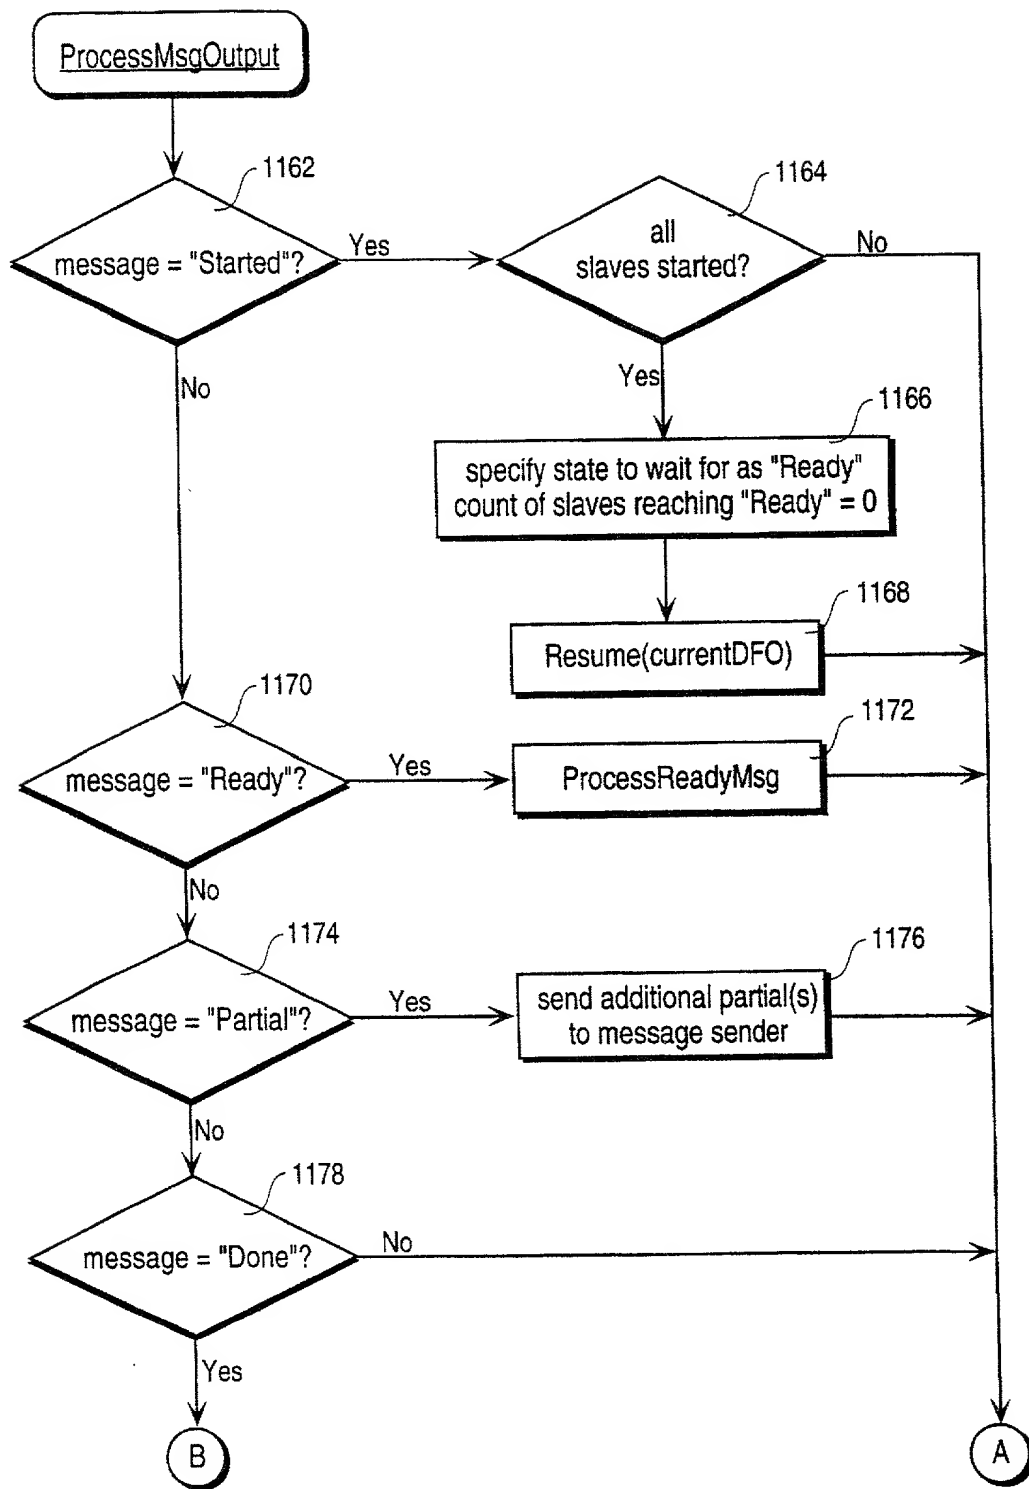 ProcessMsgOutput
1162
message = "Started"?
Yes
1164
all
slaves started?
No
No
Yes
1166
specify state to wait for as "Ready"
count of slaves reaching "Ready" = 0
1168
Resume(currentDFO)
1170
message = "Ready"?
Yes
1172
ProcessReadyMsg
No
1174
message = "Partial"?
Yes
1176
send additional partial(s)
to message sender
No
1178
message = "Done"?
No
Yes
B
A